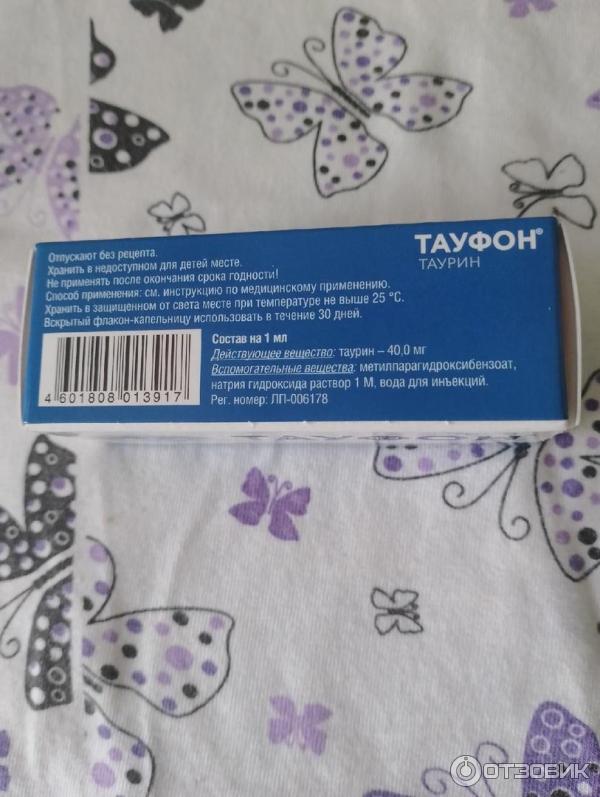 Отпускают без рецепта.
Хранить в недоступном для детей месте.
Не применять после окончания срока годности!
Способ применения: см. инструкцию по медицинскому применению.
Хранить в защищенном от света месте при температуре не выше 25 °С.
Вскрытый флакон-капельницу использовать в течение 30 дней.
ТАУФОН®
ТАУРИН
Состав на 1 мл
Действующее вещество: таурин – 40,0 мг
Вспомогательные вещества: метилпарагидроксибензоат,
натрия гидроксида раствор 1 М, вода для инъекций.
Рег. номер: ЛП-006178
4 601808 013917
ТАУФОН®
ОТЗОВИК